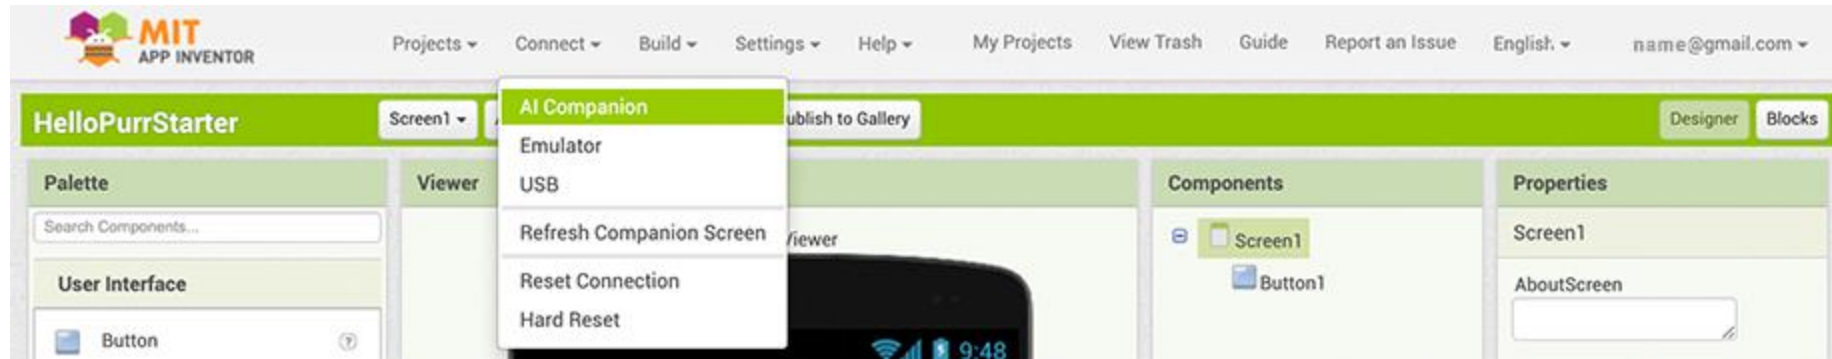 MIT
APP INVENTOR
Projects Connect Build Settings Help My Projects View Trash Guide Report an Issue English name@gmail.com
HelloPurrStarter Screen1 AI Companion ublish to Gallery Designer Blocks
Emulator
Palette Viewer USB Components Properties
Search Components... Refresh Companion Screen Viewer Screen1 Screen1
User Interface Reset Connection Button1 AboutScreen
Button Hard Reset
9:48